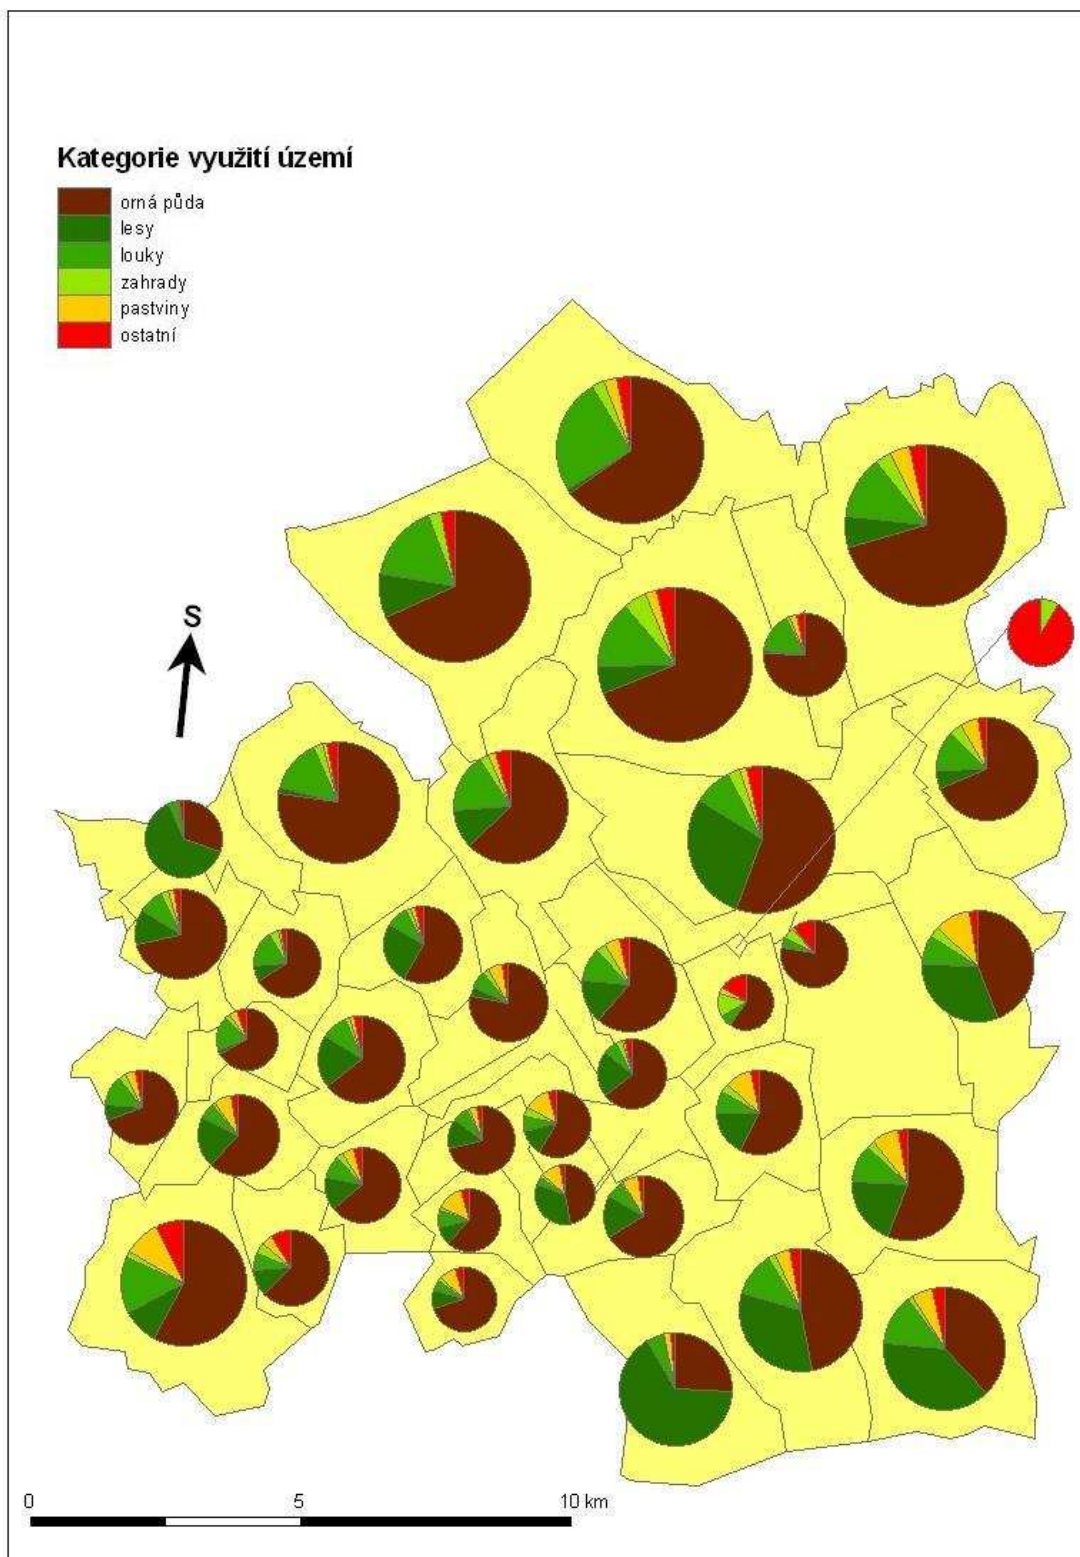 Kategorie využití území
orná půda
lesy
louky
zahrady
pastviny
ostatní
S
0 5 10 km